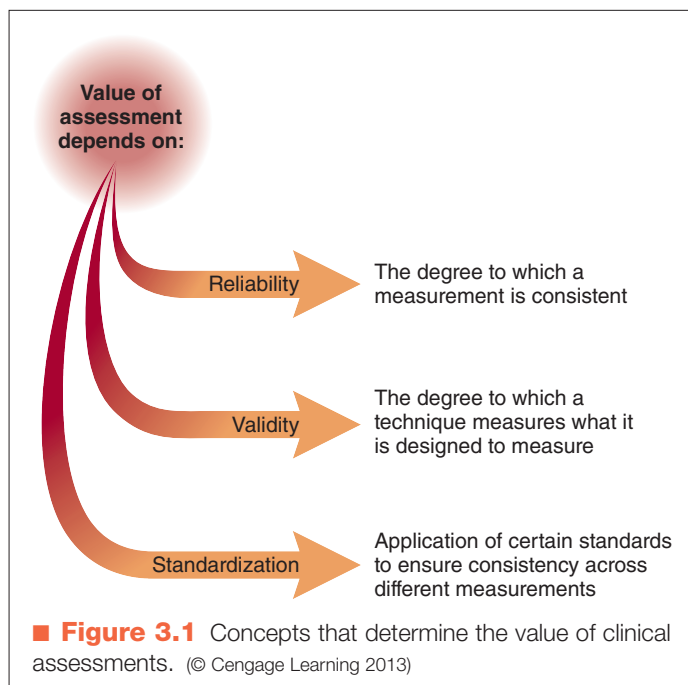 Value of
assessment
depends on:
Reliability
The degree to which a
measurement is consistent
Validity
The degree to which a
technique measures what it
is designed to measure
Standardization
Application of certain standards
to ensure consistency across
different measurements
■ Figure 3.1 Concepts that determine the value of clinical
assessments. (© Cengage Learning 2013)